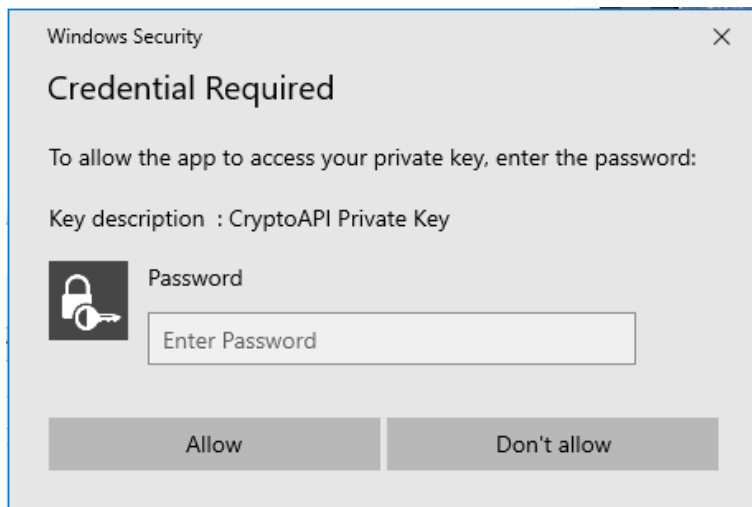 Windows Security
Credential Required
To allow the app to access your private key, enter the password:
Key description : CryptoAPI Private Key
Password
Enter Password
Allow
Don't allow